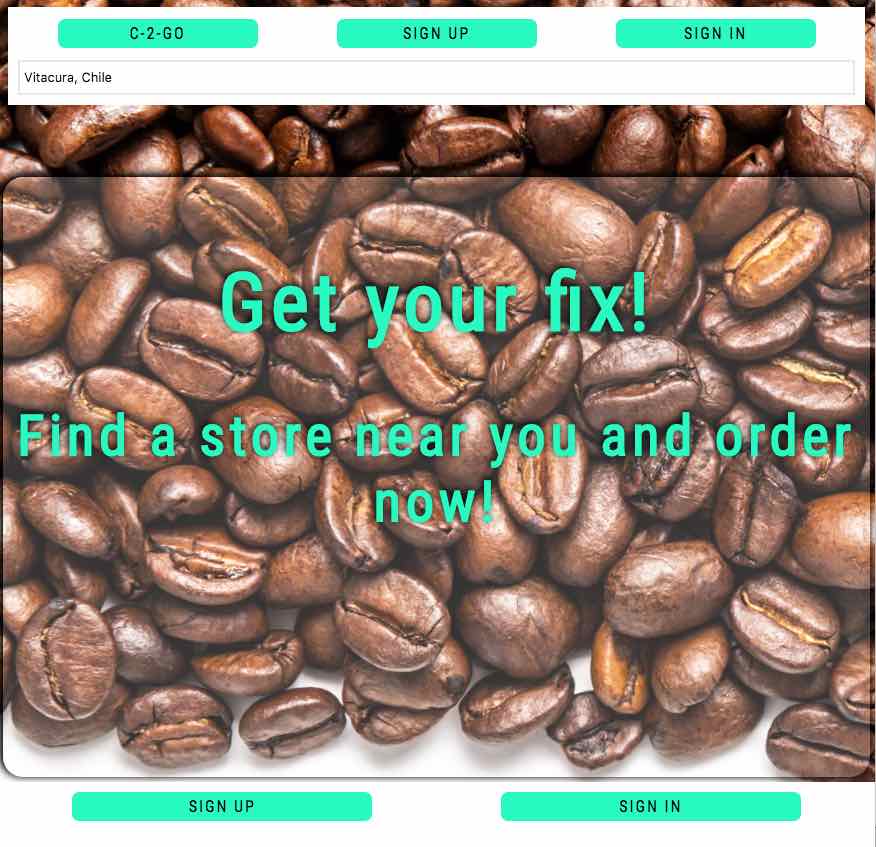 C-2-GO
SIGN UP
SIGN IN
Vitacura, Chile
Get your fix!
Find a store near you and order
now!
SIGN UP
SIGN IN